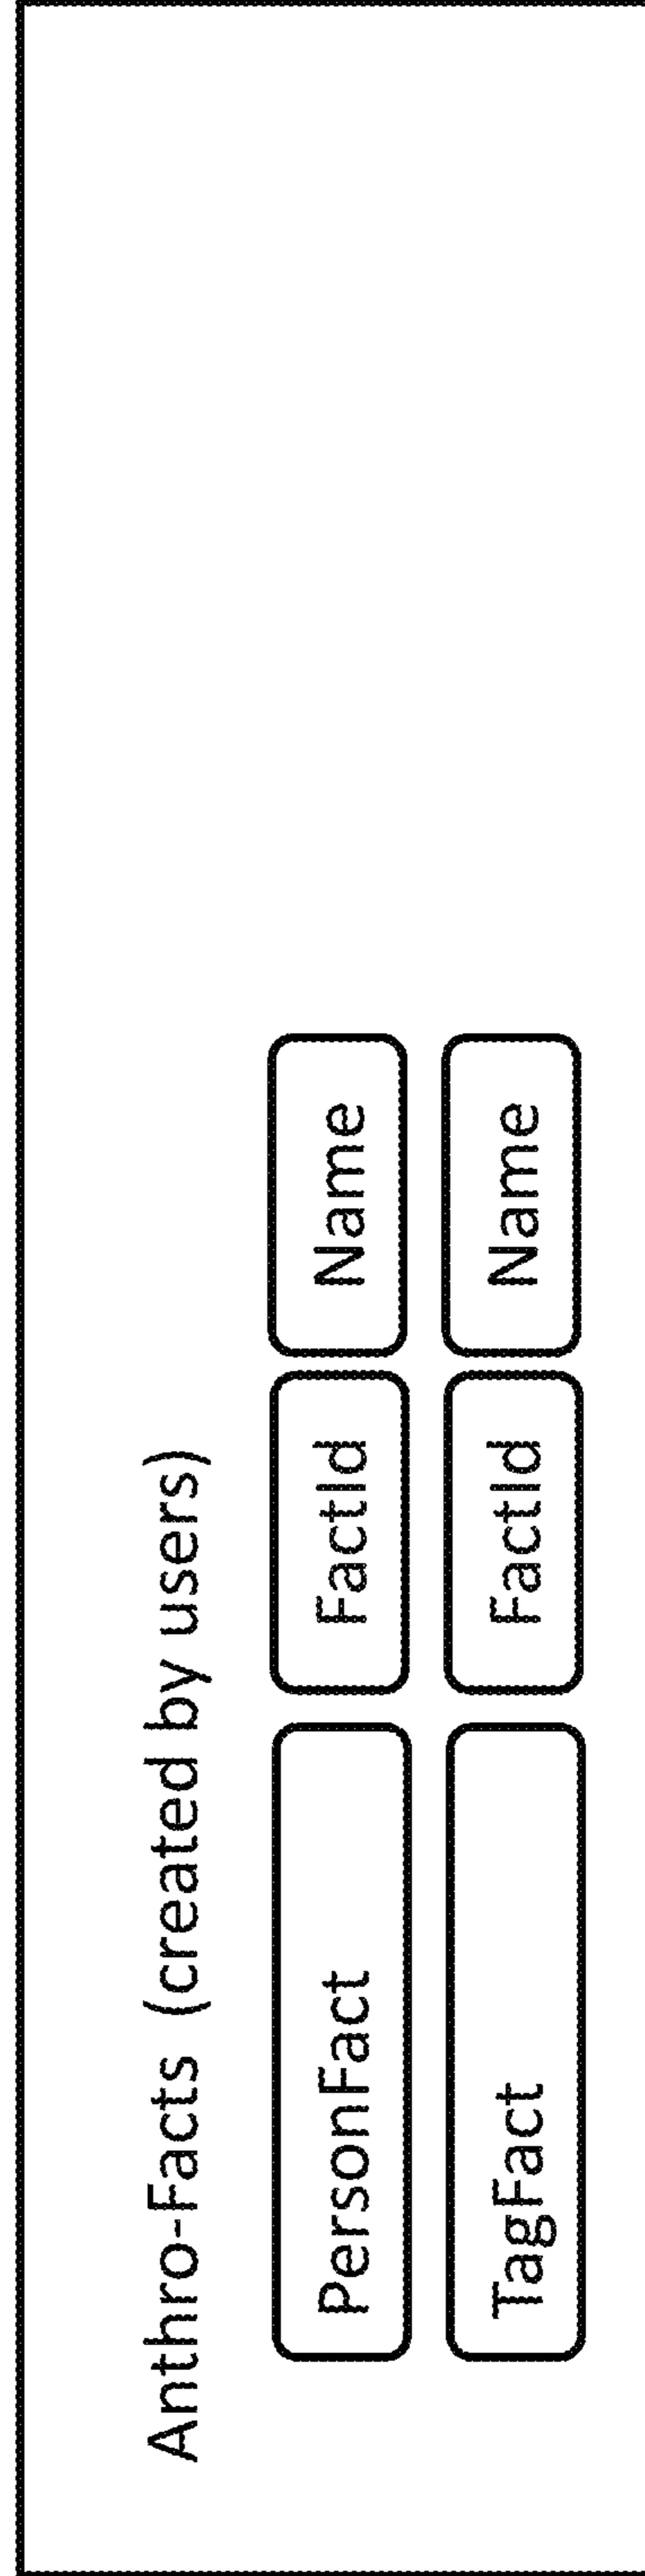 Anthro-Facts (created by users)
PersonFact FactId Name
TagFact FactId Name